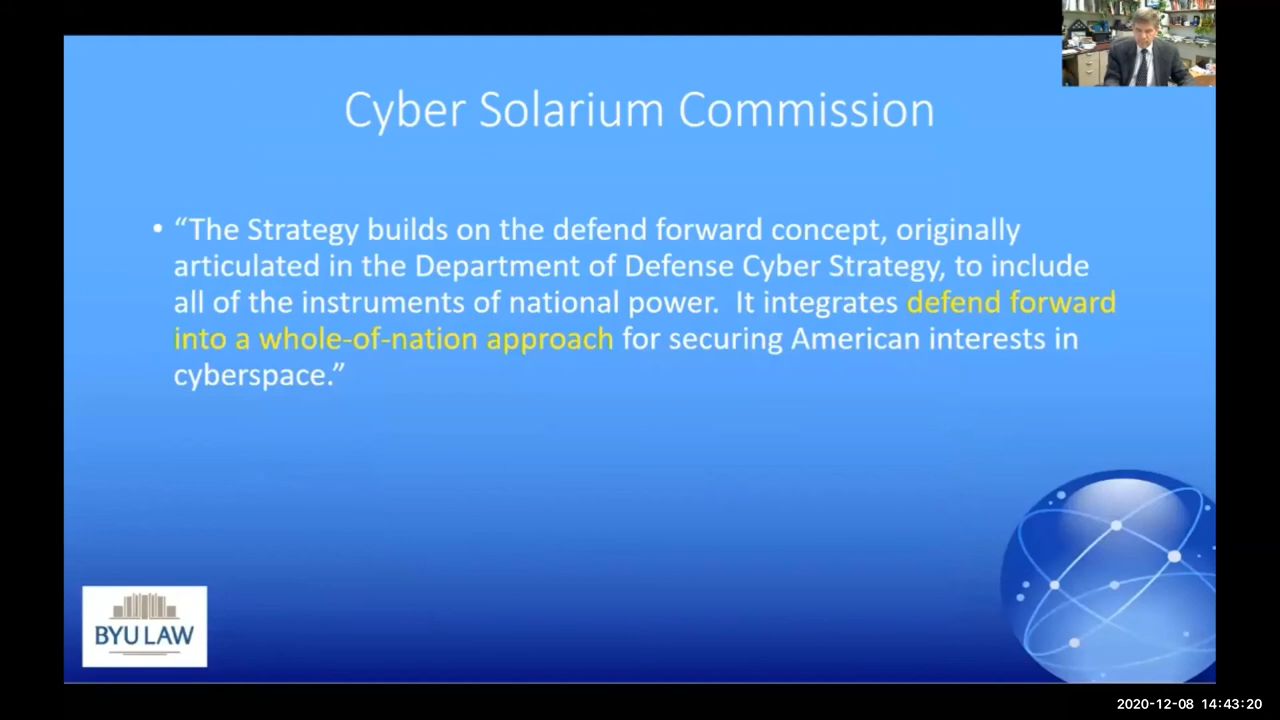 Cyber Solarium Commission
• “The Strategy builds on the defend forward concept, originally
articulated in the Department of Defense Cyber Strategy, to include
all of the instruments of national power.  It integrates defend forward
into a whole-of-nation approach for securing American interests in
cyberspace.”
BYU LAW
2020-12-08 14:43:20